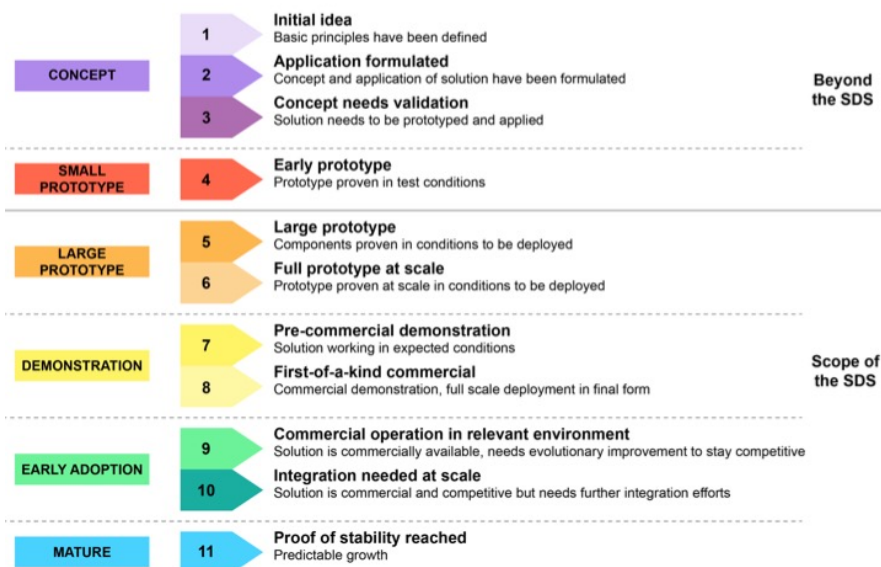 1
Initial idea
Basic principles have been defined
CONCEPT
2
Application formulated
Concept and application of solution have been formulated
3
Concept needs validation
Solution needs to be prototyped and applied
Beyond
the SDS
SMALL
PROTOTYPE
4
Early prototype
Prototype proven in test conditions
LARGE
PROTOTYPE
5
Large prototype
Components proven in conditions to be deployed
6
Full prototype at scale
Prototype proven at scale in conditions to be deployed
DEMONSTRATION
7
Pre-commercial demonstration
Solution working in expected conditions
8
First-of-a-kind commercial
Commercial demonstration, full scale deployment in final form
Scope of
the SDS
EARLY ADOPTION
9
Commercial operation in relevant environment
Solution is commercially available, needs evolutionary improvement to stay competitive
10
Integration needed at scale
Solution is commercial and competitive but needs further integration efforts
MATURE
11
Proof of stability reached
Predictable growth